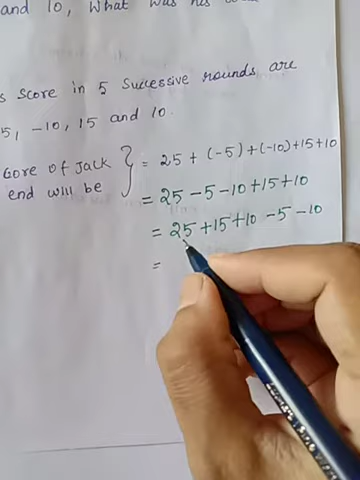 and 10, What was his
Score in 5 Sucessive rounds are
5, -10, 15 and 10.
Core of Jack } = 25 + (-5) + (-10) + 15 + 10
end will be
= 25 - 5 - 10 + 15 + 10
= 25 + 15 + 10 - 5 - 10
=